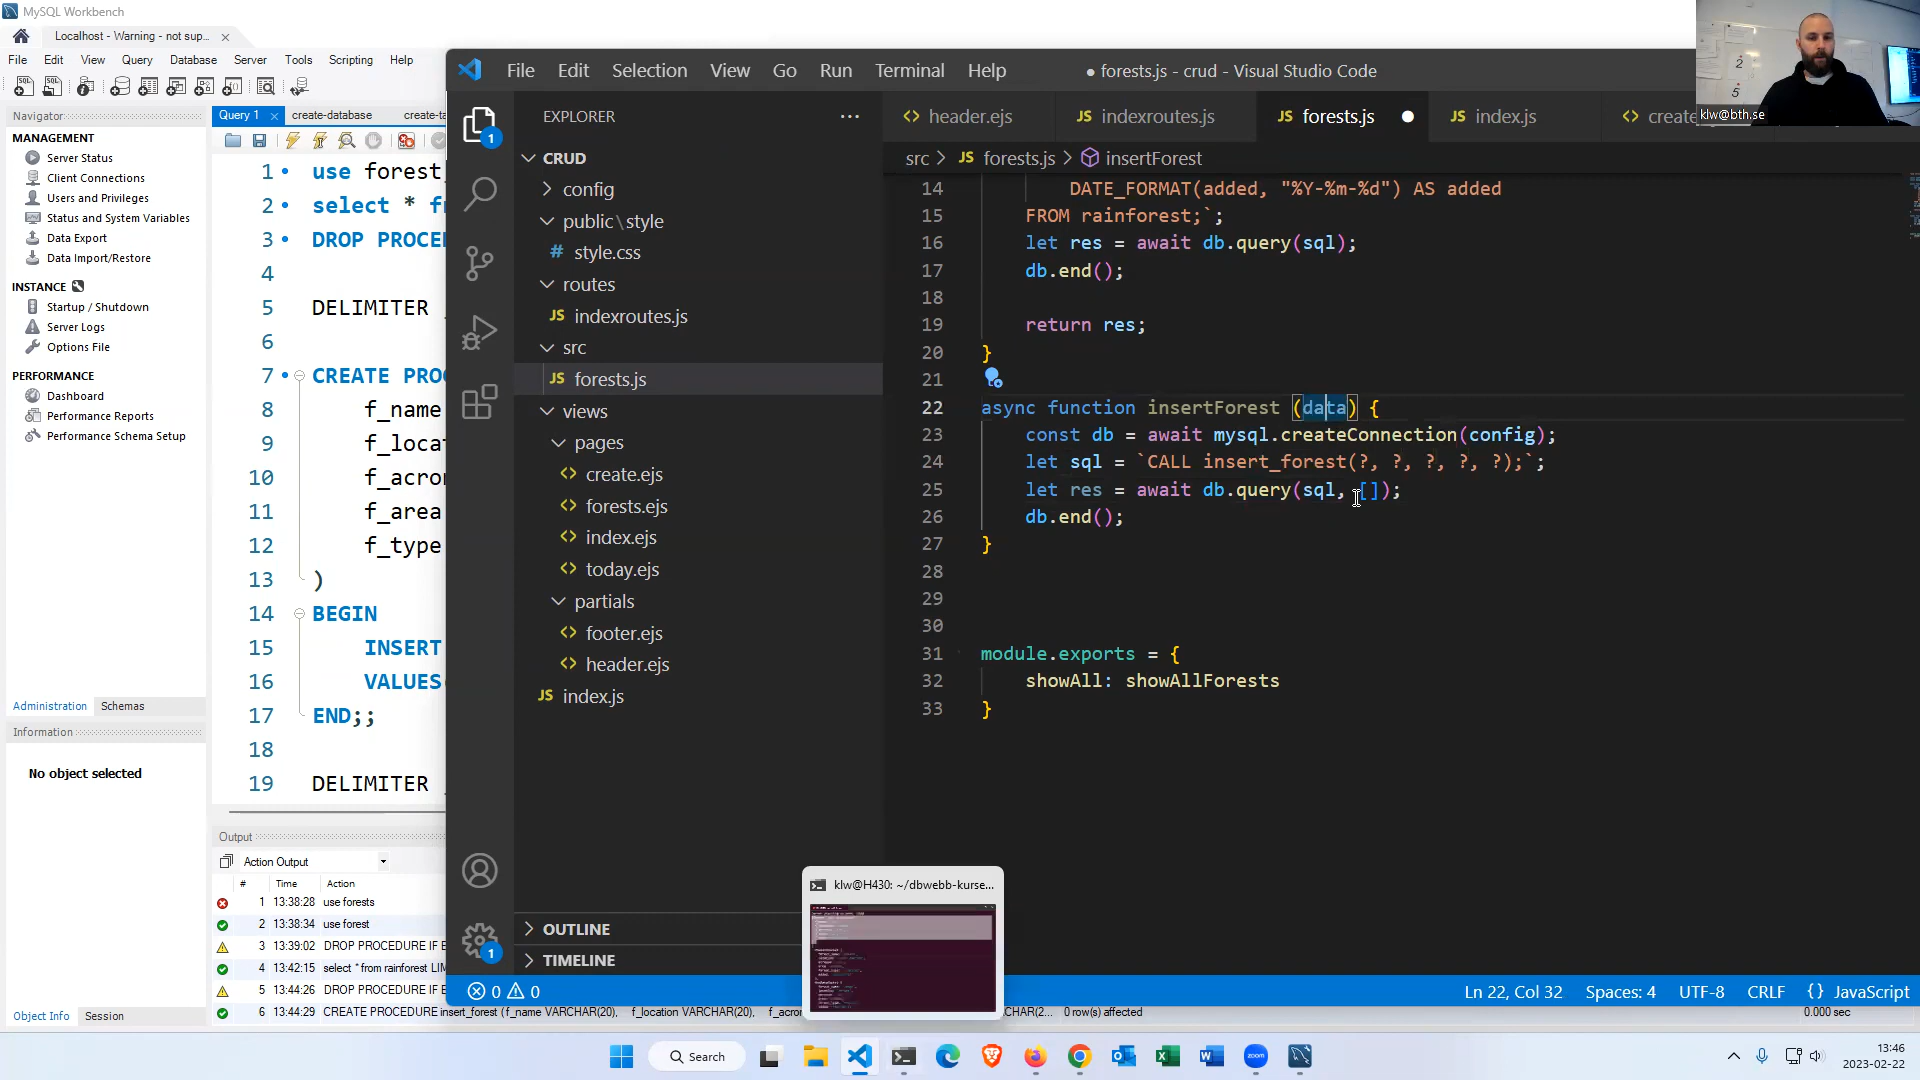 MySQL Workbench
Localhost - Warning - not sup...
File Edit View Query Database Server Tools Scripting Help
Navigator
MANAGEMENT
Server Status
Client Connections
Users and Privileges
Status and System Variables
Data Export
Data Import/Restore
INSTANCE
Startup / Shutdown
Server Logs
Options File
PERFORMANCE
Dashboard
Performance Reports
Performance Schema Setup
Administration Schemas
Information
No object selected
Object Info Session
Query 1 create-database create-ta
1 use forest
2 select * fr
3 DROP PROCE
4
5 DELIMITER
6
7 CREATE PRO
8 f_name
9 f_locat
10 f_acron
11 f_area
12 f_type
13 )
14 BEGIN
15 INSERT
16 VALUES
17 END;;
18
19 DELIMITER
Output
Action Output
# Time Action
1 13:38:28 use forests
2 13:38:34 use forest
3 13:39:02 DROP PROCEDURE IF E
4 13:42:15 select * from rainforest LIM
5 13:44:26 DROP PROCEDURE IF E
6 13:44:29 CREATE PROCEDURE insert_forest (f_name VARCHAR(20), f_location VARCHAR(20), f_acro CHAR(2... 0 row(s) affected 0.000 sec
File Edit Selection View Go Run Terminal Help
● forests.js - crud - Visual Studio Code
1
1
EXPLORER ...
CRUD
config
public\style
# style.css
routes
JS indexroutes.js
src
JS forests.js
views
pages
<> create.ejs
<> forests.ejs
<> index.ejs
<> today.ejs
partials
<> footer.ejs
<> header.ejs
JS index.js
OUTLINE
TIMELINE
<> header.ejs JS indexroutes.js JS forests.js JS index.js <> create
src > JS forests.js > insertForest
14 DATE_FORMAT(added, "%Y-%m-%d") AS added
15 FROM rainforest;`;
16 let res = await db.query(sql);
17 db.end();
18
19 return res;
20 }
21
22 async function insertForest (data) {
23 const db = await mysql.createConnection(config);
24 let sql = `CALL insert_forest(?, ?, ?, ?, ?);`;
25 let res = await db.query(sql, []);
26 db.end();
27 }
28
29
30
31 module.exports = {
32 showAll: showAllForests
33 }
klw@H430: ~/dbwebb-kurse...
0 0
Ln 22, Col 32 Spaces: 4 UTF-8 CRLF {} JavaScript
2
5
klw@bth.se
Search
zoom
13:46
2023-02-22